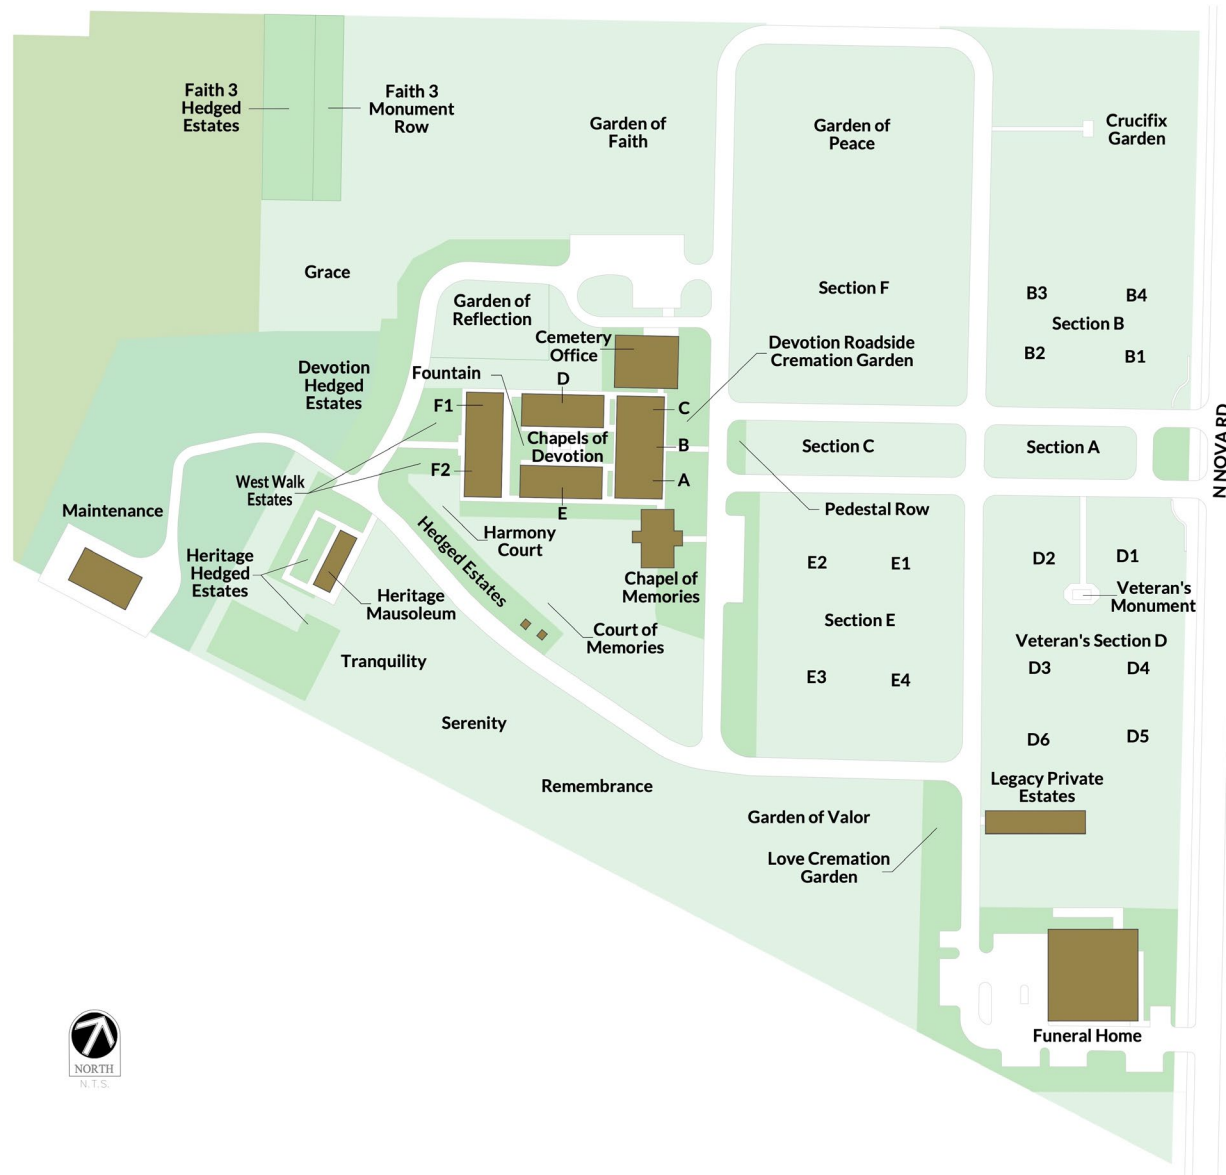 Faith 3
Hedged
Estates
Faith 3
Monument
Row
Garden of
Faith
Garden of
Peace
Crucifix
Garden
Grace
Garden of
Reflection
Section F
B3
B4
Section B
B2
B1
Cemetery
Office
Devotion Roadside
Cremation Garden
Devotion
Hedged
Estates
Fountain
D
F1
C
Chapels of
Devotion
B
F2
A
E
Section C
Section A
N NOVARD
West Walk
Estates
Maintenance
Pedestal Row
Harmony
Court
Hedged Estates
Heritage
Hedged
Estates
Heritage
Mausoleum
Chapel of
Memories
E2
E1
D2
D1
Veteran's
Monument
Section E
Veteran's Section D
Court of
Memories
Tranquility
E3
E4
D3
D4
Serenity
D6
D5
Remembrance
Legacy Private
Estates
Garden of Valor
Love Cremation
Garden
Funeral Home
NORTH
N.T.S.